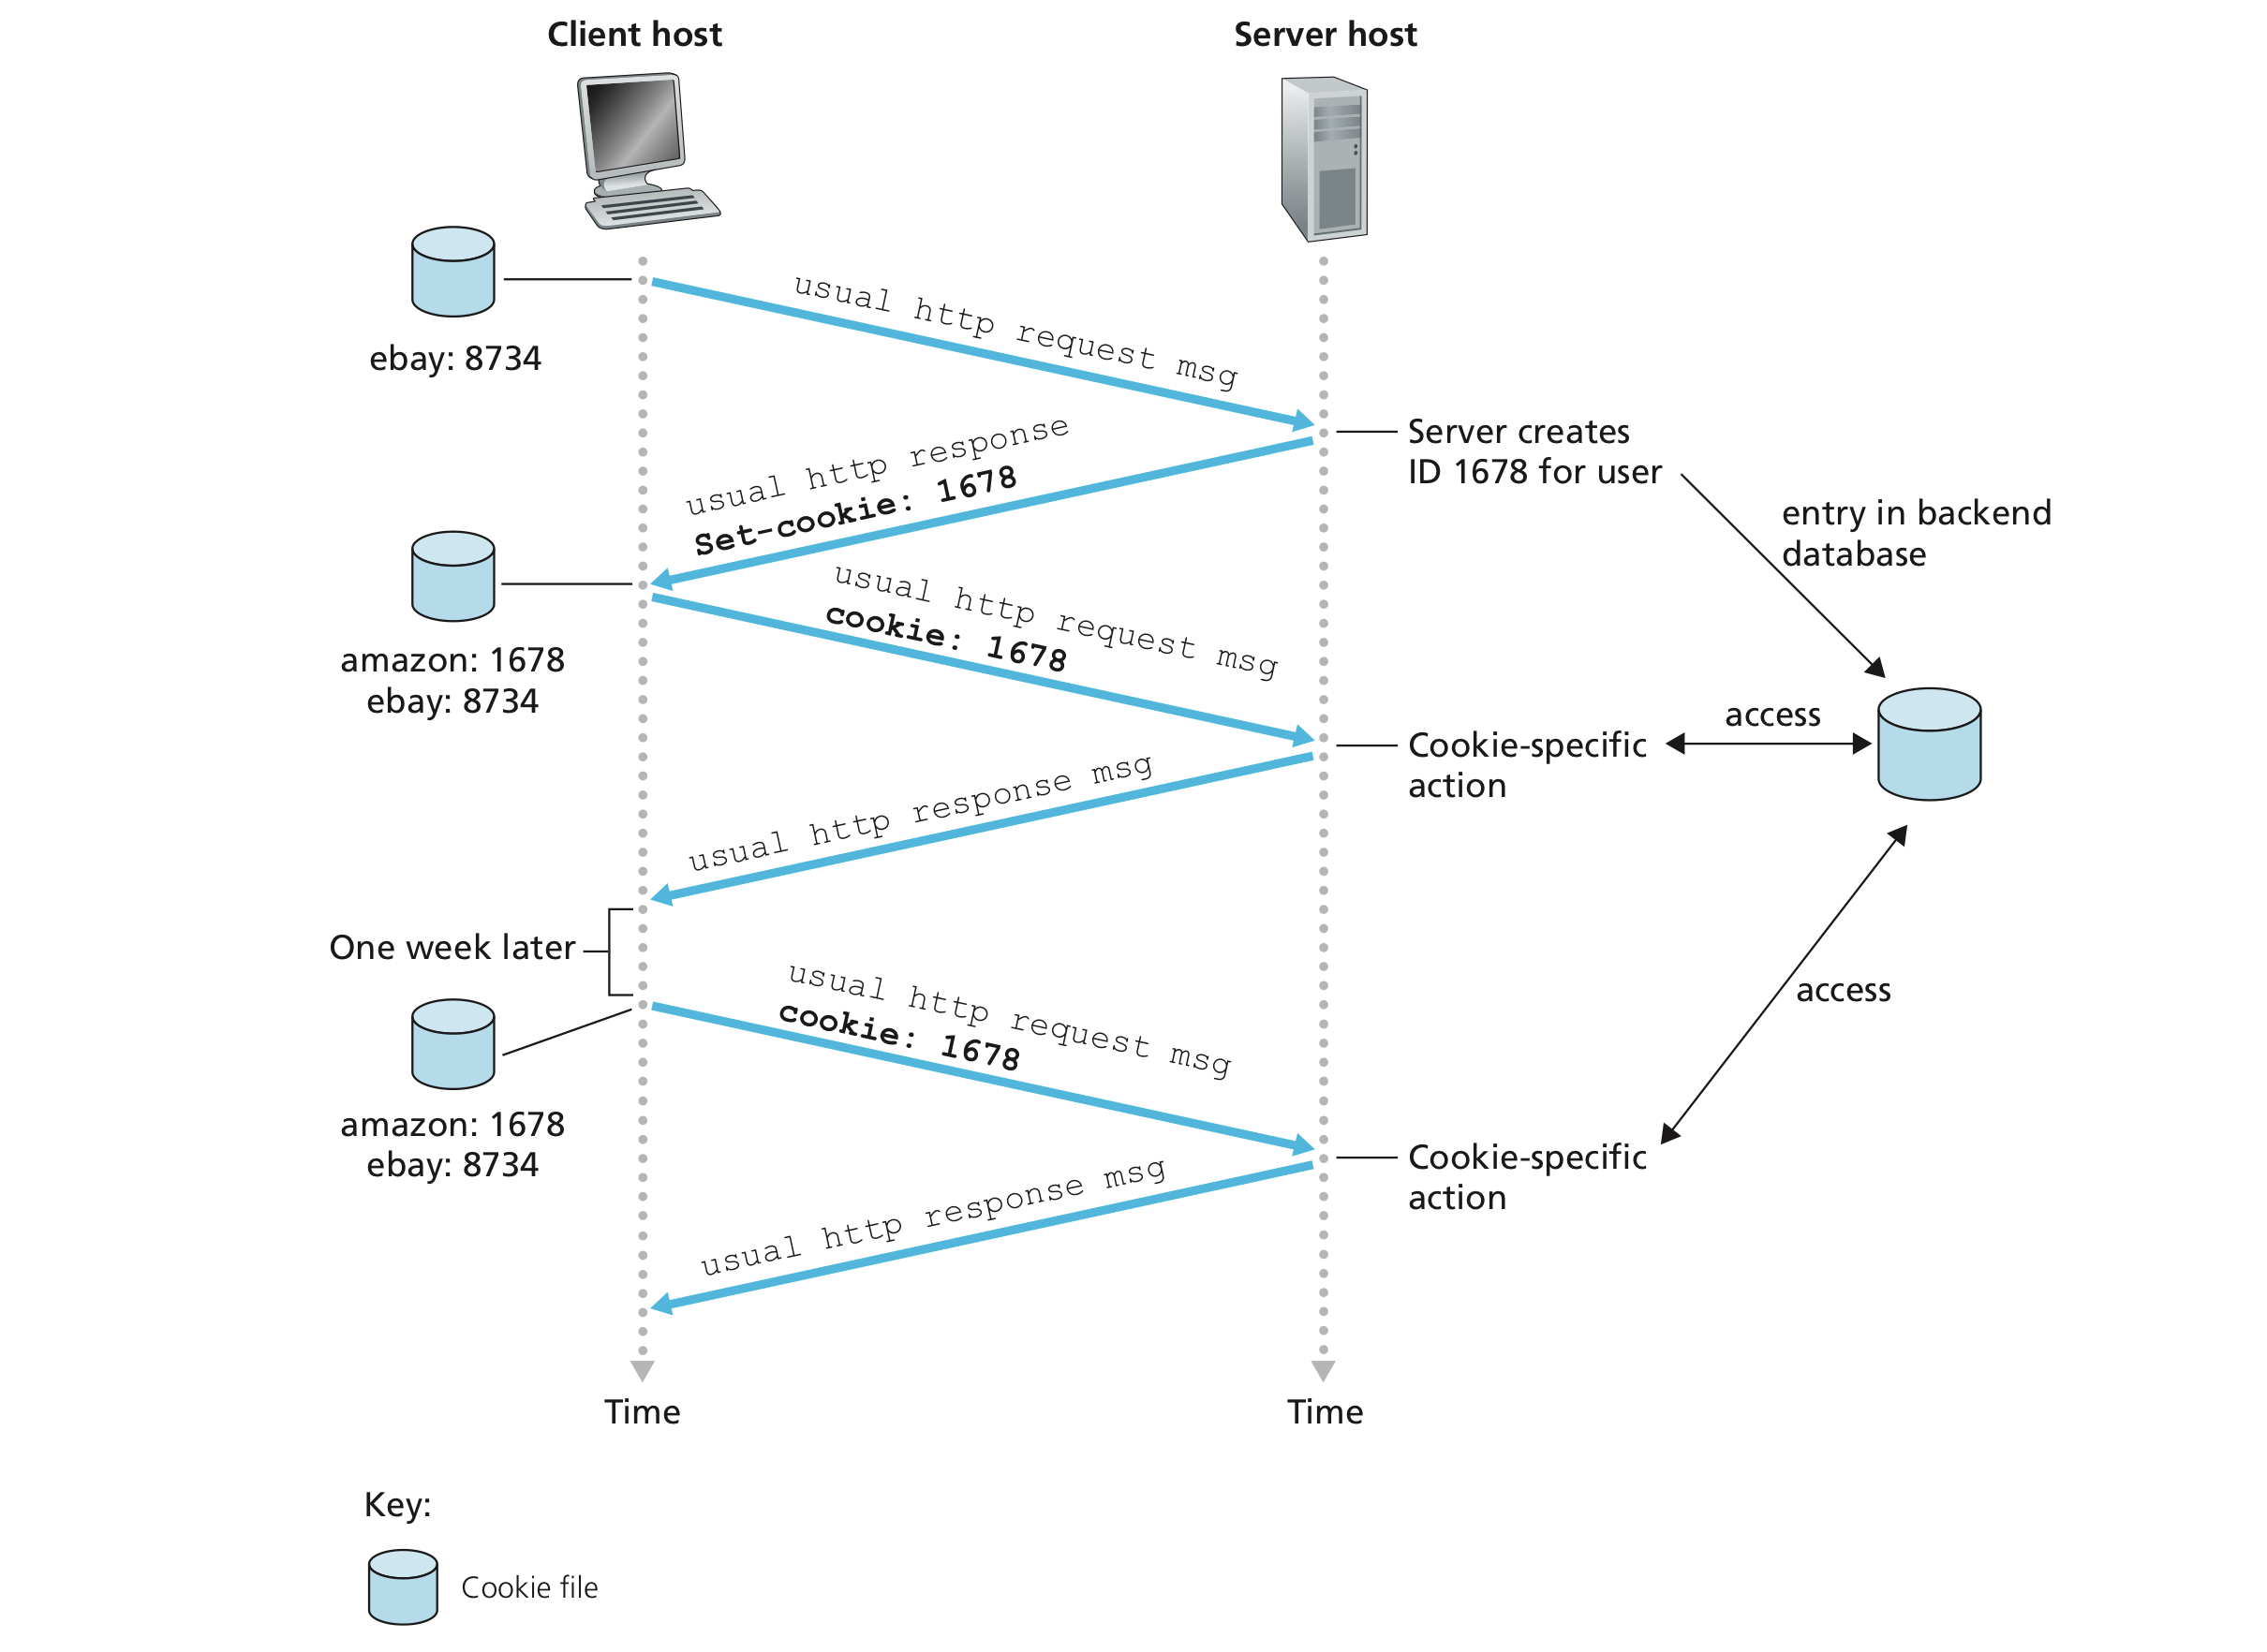 Client host
Server host
ebay: 8734
usual http request msg
Server creates
ID 1678 for user
entry in backend
database
usual http response
Set-cookie: 1678
amazon: 1678
ebay: 8734
usual http request msg
cookie: 1678
Cookie-specific
action
access
usual http response msg
One week later
access
amazon: 1678
ebay: 8734
usual http request msg
cookie: 1678
Cookie-specific
action
usual http response msg
Time
Time
Key:
Cookie file